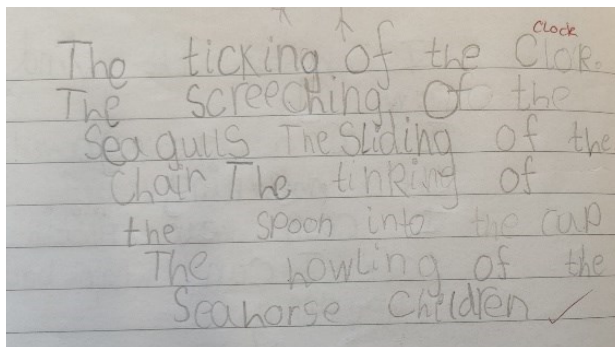 Clock
The ticking of the Clok.
The screeching of the
Seagulls The Sliding of the
Chair The tinking of
the spoon into the cup
The howling of the
Seahorse Children